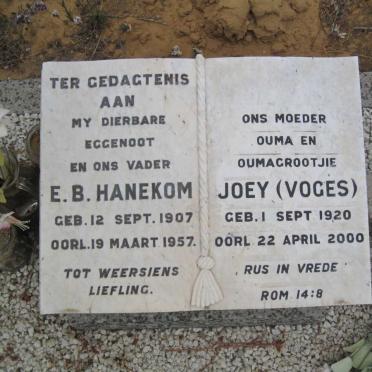 TER GEDAGTENIS
AAN
MY DIERBARE
EGGENOOT
EN ONS VADER
E.B. HANEKOM
GEB. 12 SEPT. 1907
OORL. 19 MAART 1957.
TOT WEERSIENS
LIEFLING.
ONS MOEDER
OUMA EN
OUMAGROOTJIE
JOEY (VOGES)
GEB. 1 SEPT 1920
OORL 22 APRIL 2000
RUS IN VREDE
ROM 14:8